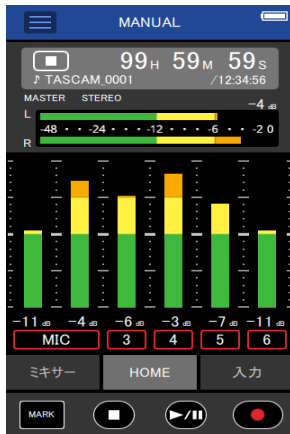 MANUAL
99H 59M 59S
♪ TASCAM_0001 /12:34:56
MASTER STEREO -4 dB
L
-48 · · -24 · · · -12 · · · -6 · · -2 0
R
-11 dB -4 dB -6 dB -3 dB -7 dB -11 dB
MIC 3 4 5 6
ミキサー HOME 入力
MARK